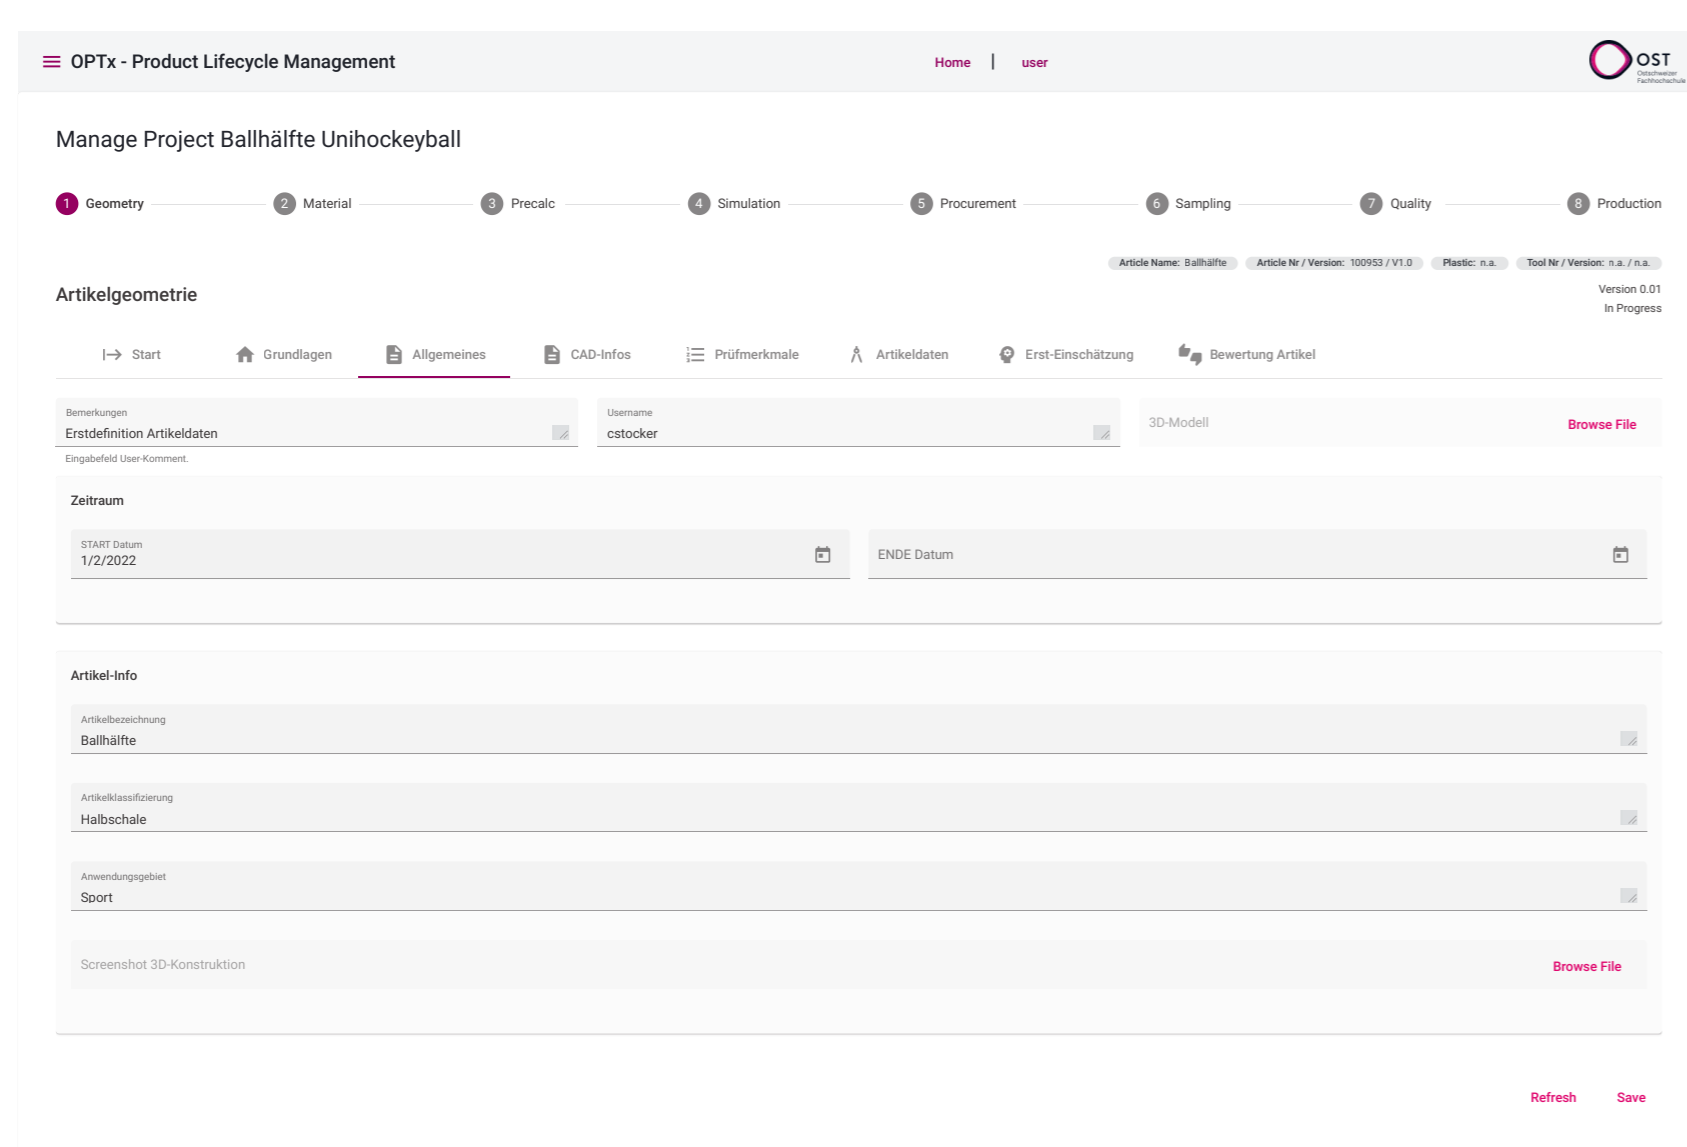 OPTx - Product Lifecycle Management
Home | user
OST
Ostschweizer
Fachhochschule
Manage Project Ballhälfte Unihockeyball
1 Geometry 2 Material 3 Precalc 4 Simulation 5 Procurement 6 Sampling 7 Quality 8 Production
Article Name: Ballhälfte Article Nr / Version: 100953 / V1.0 Plastic: n.a. Tool Nr / Version: n.a. / n.a.
Artikelgeometrie
Version 0.01
In Progress
Start Grundlagen Allgemeines CAD-Infos Prüfmerkmale Artikeldaten Erst-Einschätzung Bewertung Artikel
Bemerkungen
Erstdefinition Artikeldaten
Eingabefeld User-Komment.
Username
cstocker
3D-Modell
Browse File
Zeitraum
START Datum
1/2/2022
ENDE Datum
Artikel-Info
Artikelbezeichnung
Ballhälfte
Artikelklassifizierung
Halbschale
Anwendungsgebiet
Sport
Screenshot 3D-Konstruktion
Browse File
Refresh Save